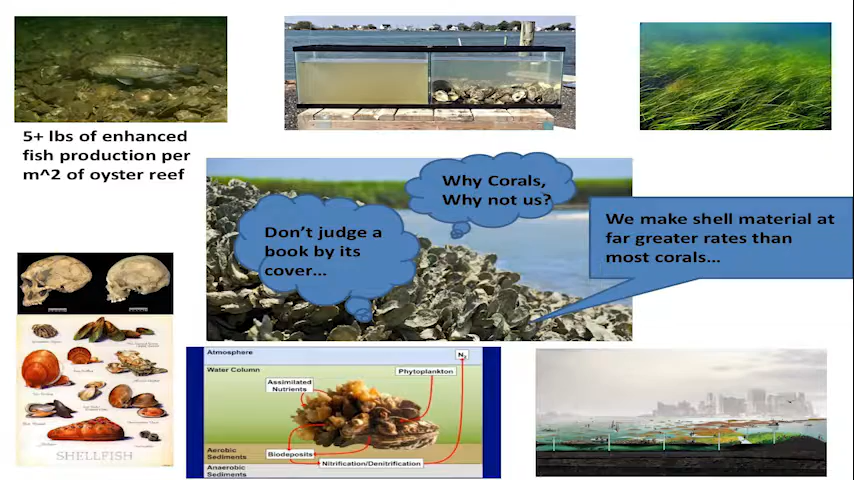 5+ lbs of enhanced
fish production per
m^2 of oyster reef
Why Corals,
Why not us?
Don't judge a
book by its
cover...
We make shell material at
far greater rates than
most corals...
SHELLFISH
Atmosphere
N₂
Water Column
Phytoplankton
Assimilated
Nutrients
Aerobic
Sediments
Biodeposits
Nitrification/Denitrification
Anaerobic
Sediments